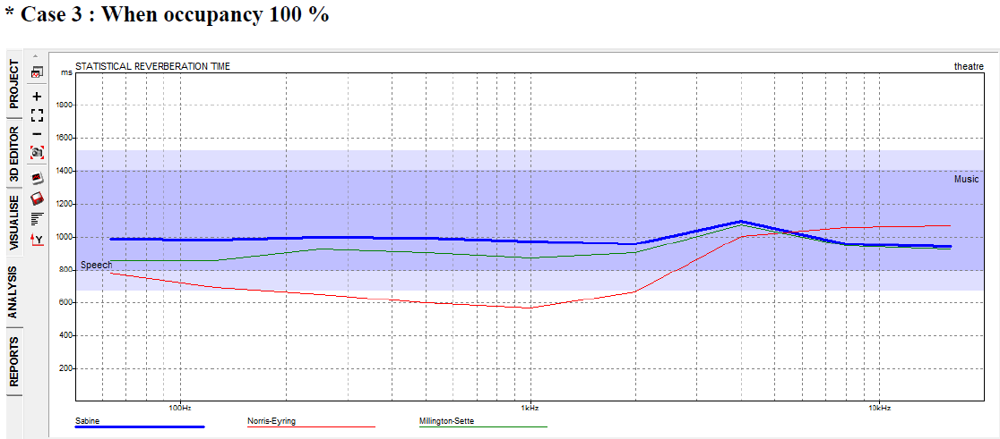 * Case 3 : When occupancy 100 %
STATISTICAL REVERBERATION TIME
theatre
ms
1800
1600
1400
1200
1000
800
600
400
200
Music
Speech
100Hz
1kHz
10kHz
Sabine
Norris-Eyring
Millington-Sette
PROJECT
3D EDITOR
VISUALISE
ANALYSIS
REPORTS
Y